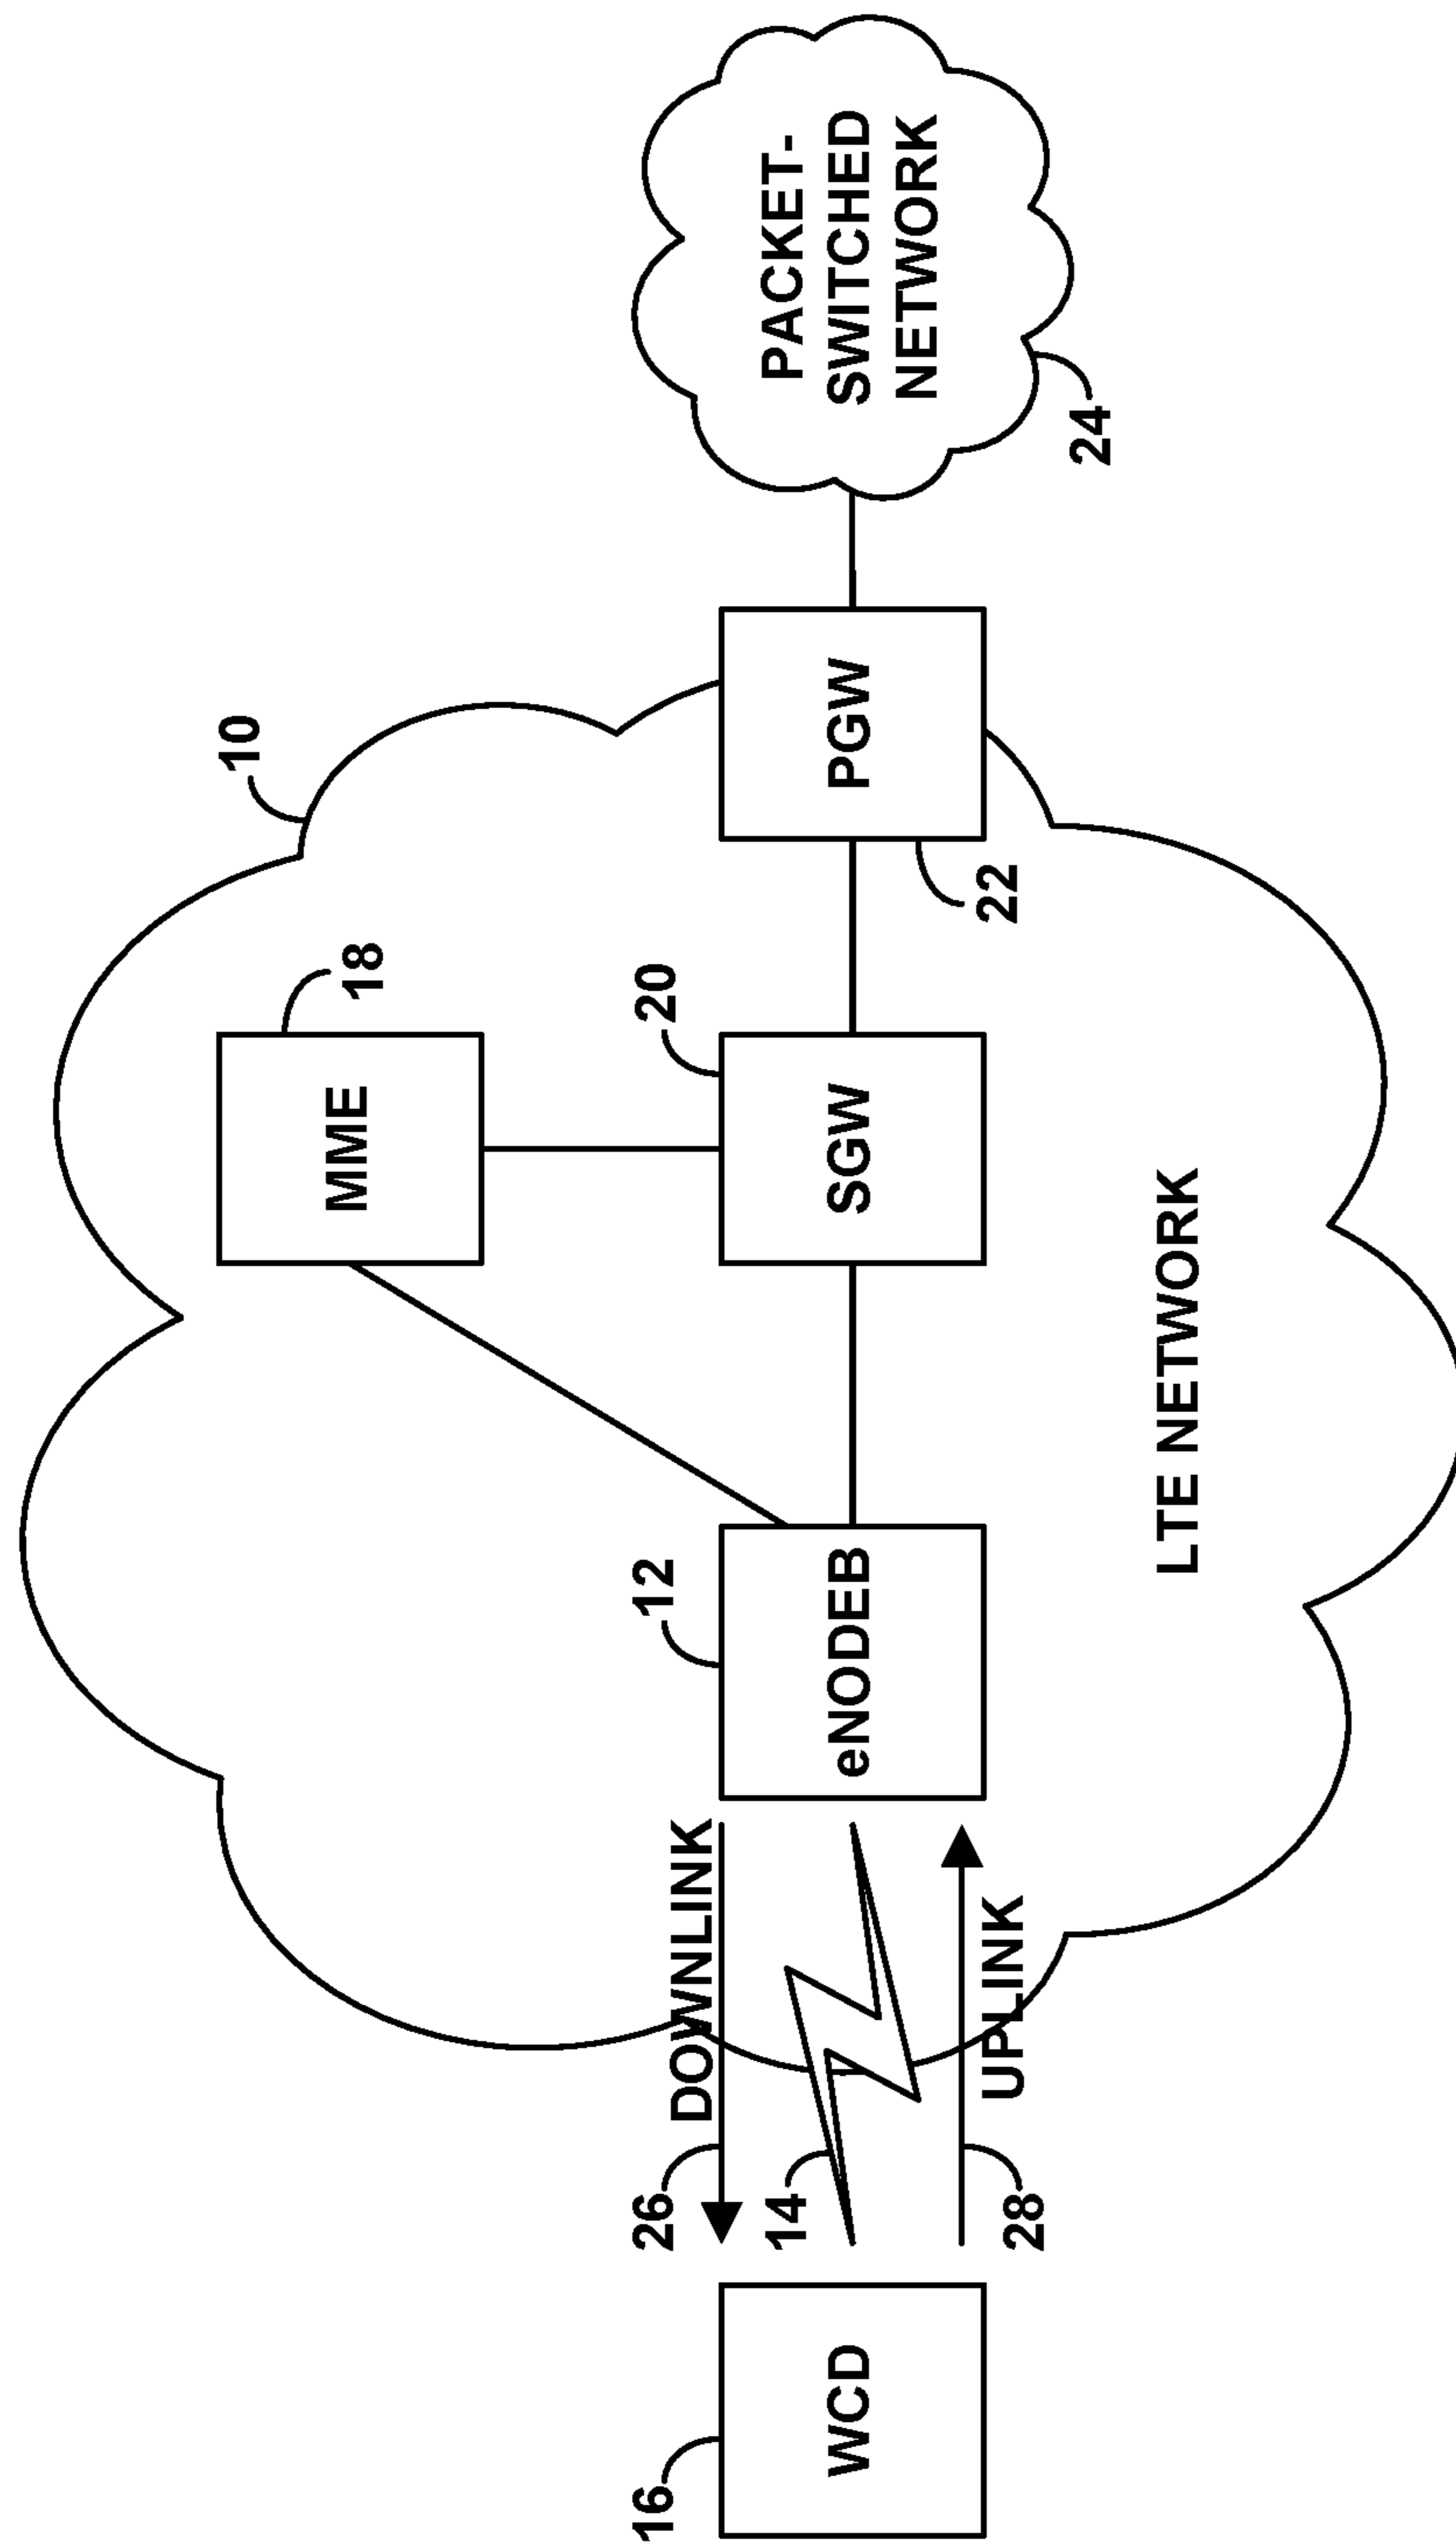 10
MME
18
12
20
26
DOWNLINK
16
14
WCD
eNODEB
SGW
PGW
PACKET-
SWITCHED
NETWORK
UPLINK
28
22
24
LTE NETWORK